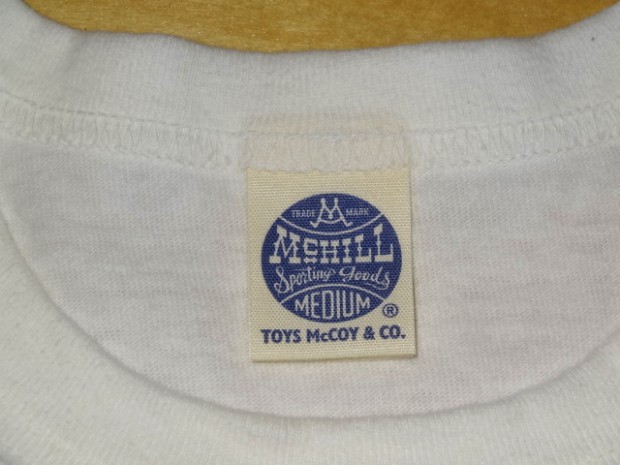 TRADE MARK
McHILL
Sporting Goods
MEDIUM
®
TOYS McCOY & CO.